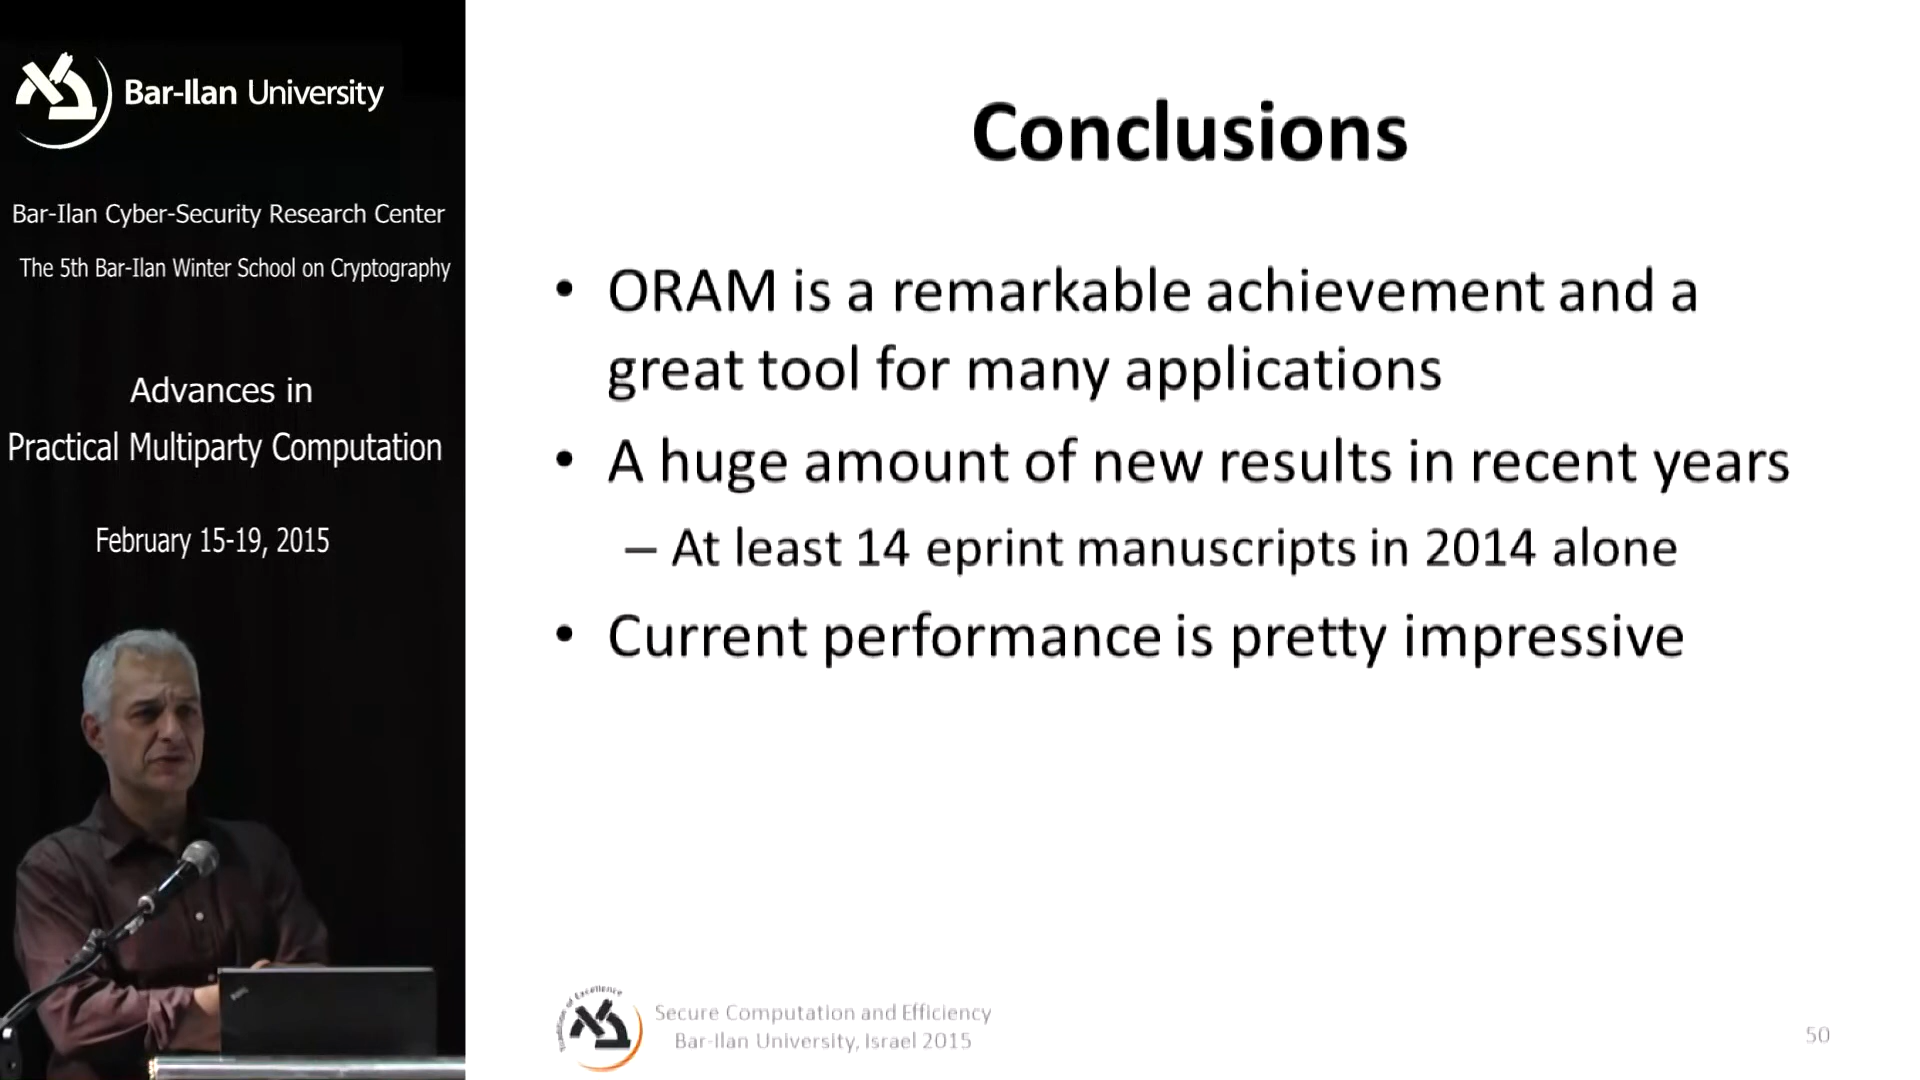 Bar-Ilan University
Bar-Ilan Cyber-Security Research Center
The 5th Bar-Ilan Winter School on Cryptography
Advances in
Practical Multiparty Computation
February 15-19, 2015
Conclusions
• ORAM is a remarkable achievement and a
great tool for many applications
• A huge amount of new results in recent years
– At least 14 eprint manuscripts in 2014 alone
• Current performance is pretty impressive
of Excellence
Secure Computation and Efficiency
Bar-Ilan University, Israel 2015
50